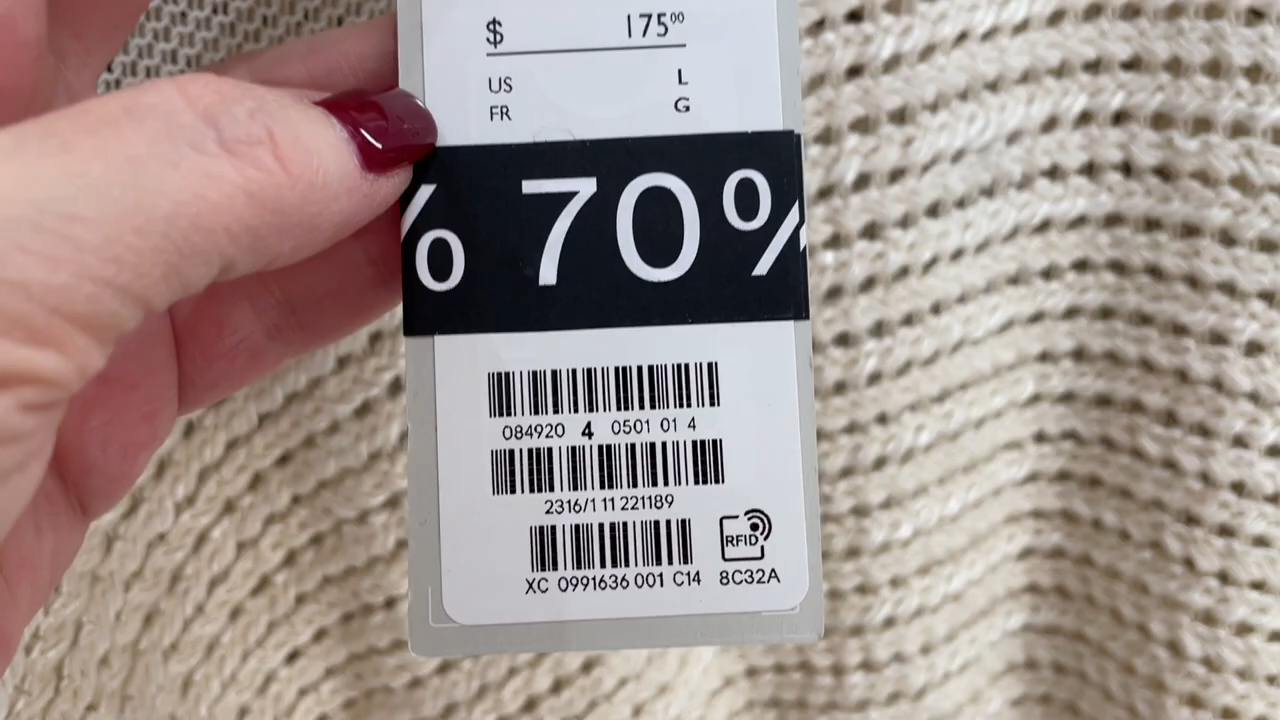 $ 175⁰⁰
US L
FR G
% 70%
084920 4 0501 01 4
2316/1 11 221189
RFID
XC 0991636 001 C14 8C32A